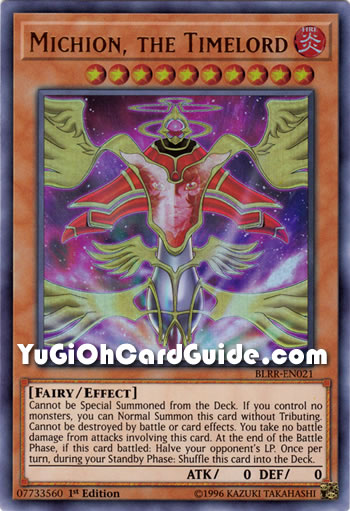 MICHION, THE TIMELORD
FIRE
炎
YuGiOhCardGuide.com
BLRR-EN021
[FAIRY/EFFECT]
Cannot be Special Summoned from the Deck. If you control no
monsters, you can Normal Summon this card without Tributing.
Cannot be destroyed by battle or card effects. You take no battle
damage from attacks involving this card. At the end of the Battle
Phase, if this card battled: Halve your opponent's LP. Once per
turn, during your Standby Phase: Shuffle this card into the Deck.
ATK/ 0 DEF/ 0
07733560 1st Edition ©1996 KAZUKI TAKAHASHI